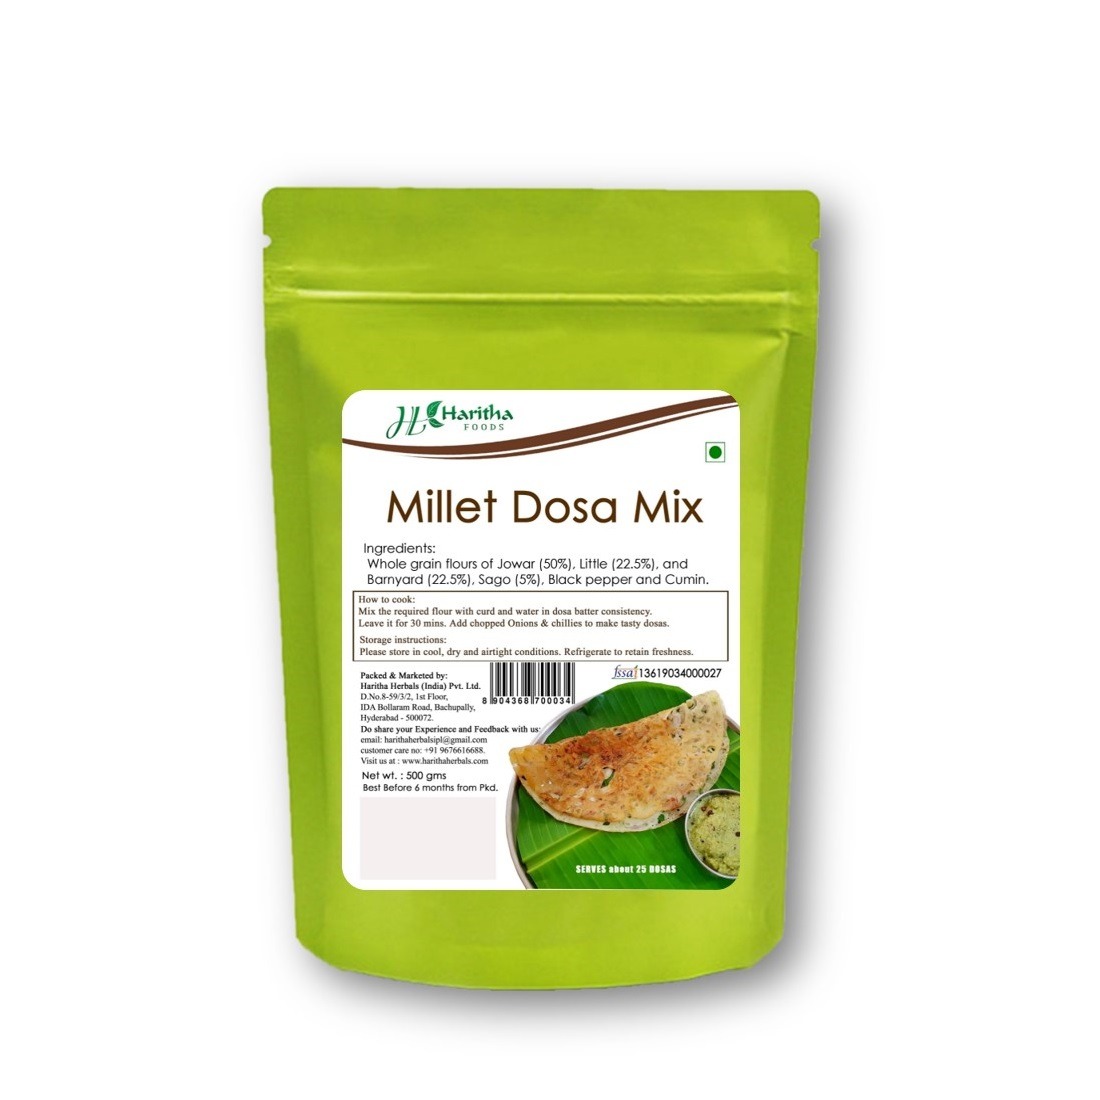 Haritha
FOODS
Millet Dosa Mix
Ingredients:
Whole grain flours of Jowar (50%), Little (22.5%), and
Barnyard (22.5%), Sago (5%), Black pepper and Cumin.
How to cook:
Mix the required flour with curd and water in dosa batter consistency.
Leave it for 30 mins. Add chopped Onions & chillies to make tasty dosas.
Storage instructions:
Please store in cool, dry and airtight conditions. Refrigerate to retain freshness.
Packed & Marketed by:
Haritha Herbals (India) Pvt. Ltd.
D.No.8-59/3/2, 1st Floor,
IDA Bollaram Road, Bachupally,
Hyderabad - 500072.
8 904368 700034
fssai 13619034000027
Do share your Experience and Feedback with us:
email: harithaherbalsipl@gmail.com
customer care no: +91 9676616688.
Visit us at : www.harithaherbals.com
Net wt. : 500 gms
Best Before 6 months from Pkd.
SERVES about 25 DOSAS